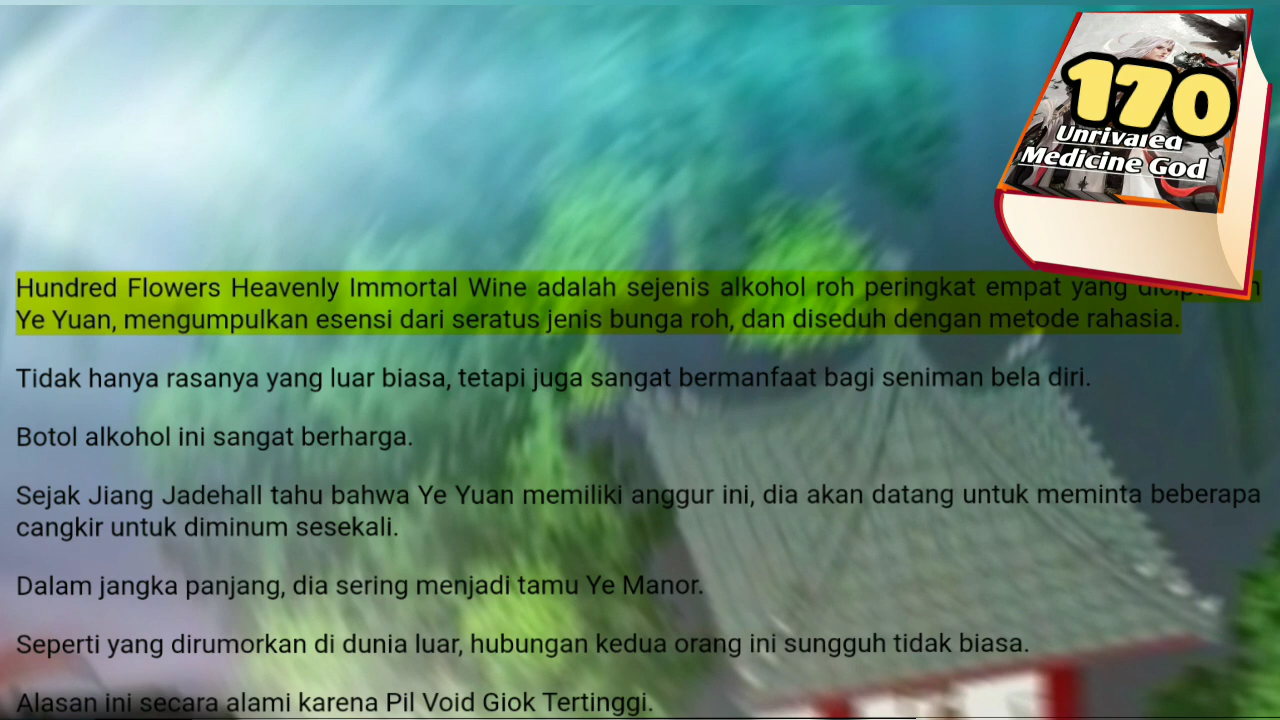 170
Unrivaled
Medicine God
Hundred Flowers Heavenly Immortal Wine adalah sejenis alkohol roh peringkat empat yang
Ye Yuan, mengumpulkan esensi dari seratus jenis bunga roh, dan diseduh dengan metode rahasia.
Tidak hanya rasanya yang luar biasa, tetapi juga sangat bermanfaat bagi seniman bela diri.
Botol alkohol ini sangat berharga.
Sejak Jiang Jadehall tahu bahwa Ye Yuan memiliki anggur ini, dia akan datang untuk meminta beberapa
cangkir untuk diminum sesekali.
Dalam jangka panjang, dia sering menjadi tamu Ye Manor.
Seperti yang dirumorkan di dunia luar, hubungan kedua orang ini sungguh tidak biasa.
Alasan ini secara alami karena Pil Void Giok Tertinggi.